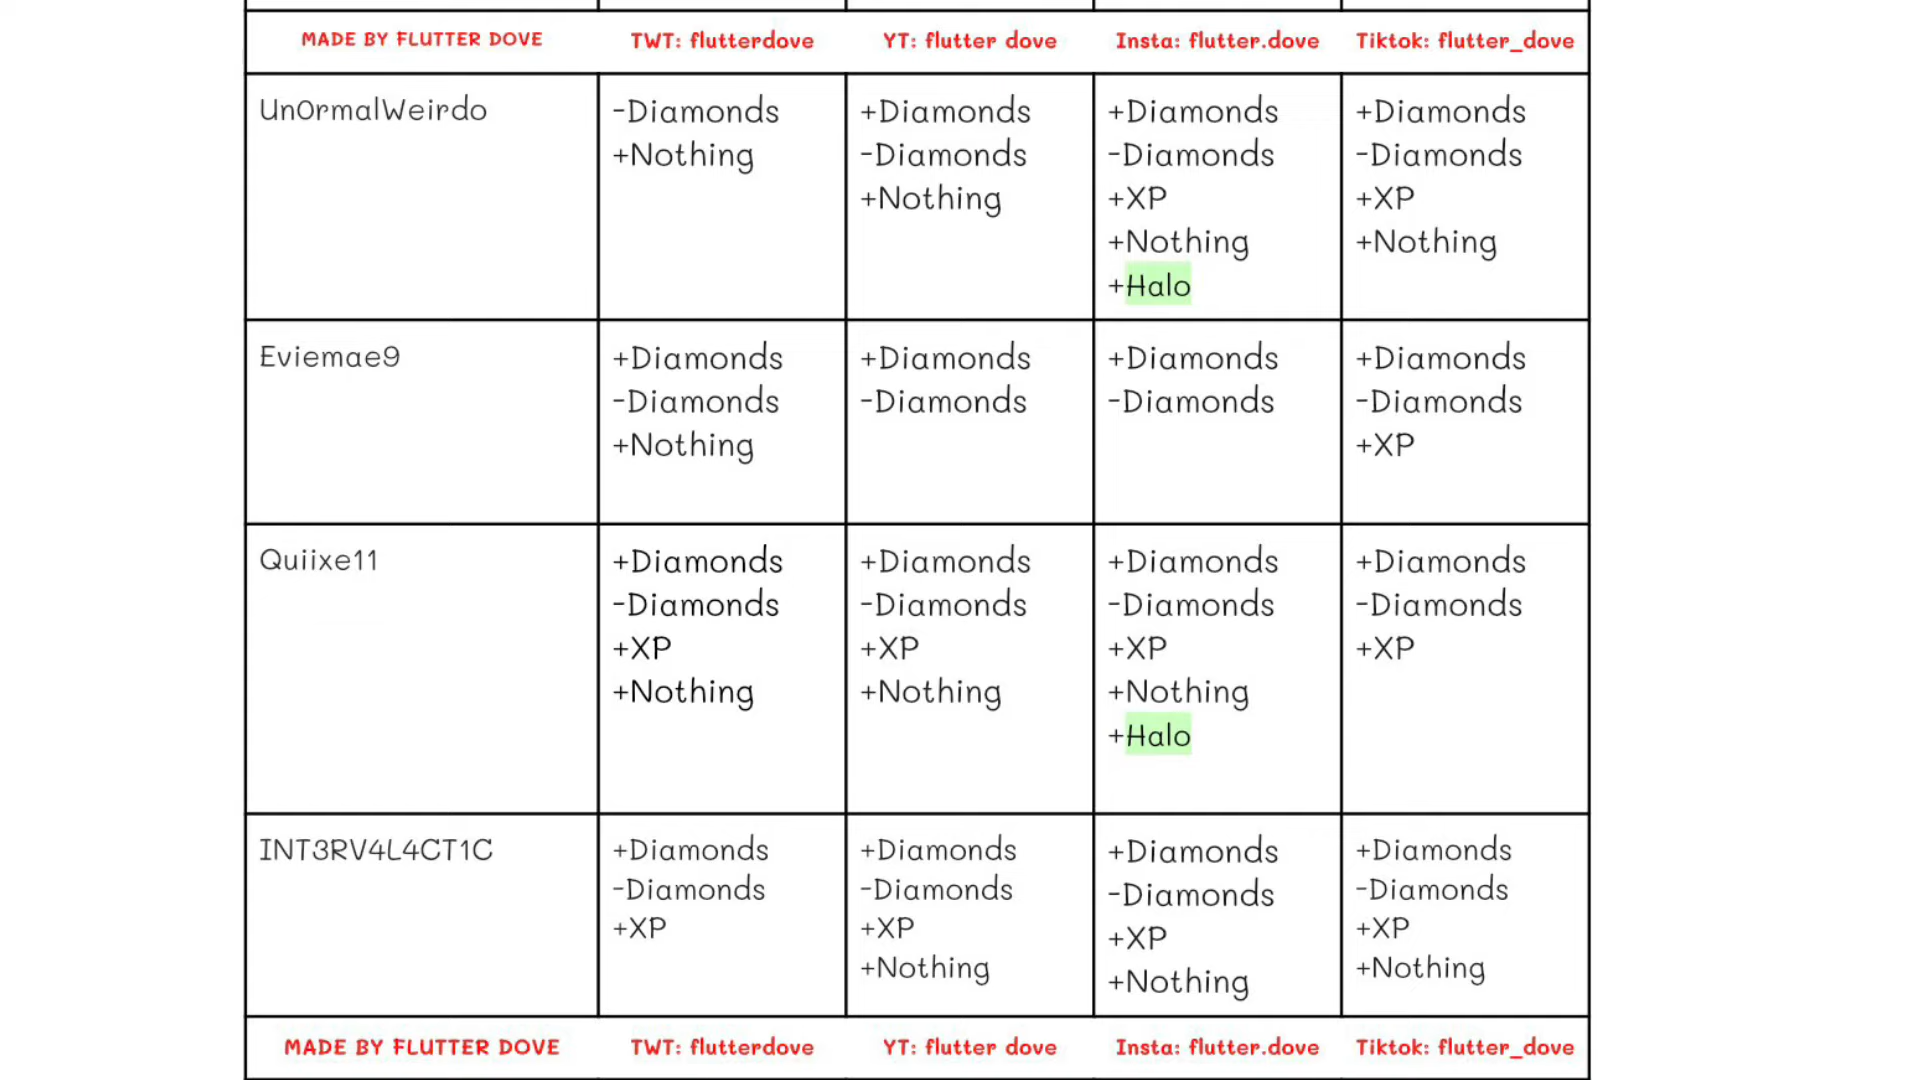 MADE BY FLUTTER DOVE
TWT: flutterdove
YT: flutter dove
Insta: flutter.dove
Tiktok: flutter_dove
Un0rmalWeirdo
-Diamonds
+Nothing
+Diamonds
-Diamonds
+Nothing
+Diamonds
-Diamonds
+XP
+Nothing
+Halo
+Diamonds
-Diamonds
+XP
+Nothing
Eviemae9
+Diamonds
-Diamonds
+Nothing
+Diamonds
-Diamonds
+Diamonds
-Diamonds
+Diamonds
-Diamonds
+XP
Quiixe11
+Diamonds
-Diamonds
+XP
+Nothing
+Diamonds
-Diamonds
+XP
+Nothing
+Diamonds
-Diamonds
+XP
+Nothing
+Halo
+Diamonds
-Diamonds
+XP
INT3RV4L4CT1C
+Diamonds
-Diamonds
+XP
+Diamonds
-Diamonds
+XP
+Nothing
+Diamonds
-Diamonds
+XP
+Nothing
+Diamonds
-Diamonds
+XP
+Nothing
MADE BY FLUTTER DOVE
TWT: flutterdove
YT: flutter dove
Insta: flutter.dove
Tiktok: flutter_dove